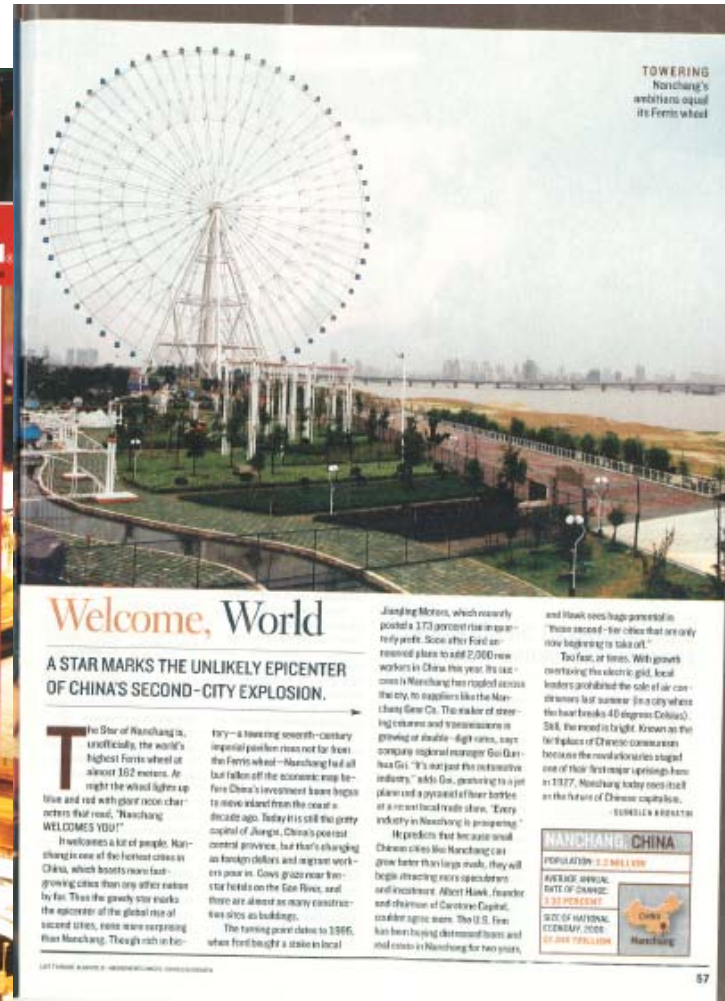 TOWERING
Nanchang's
ambitions equal
its Ferris wheel
Welcome, World
A STAR MARKS THE UNLIKELY EPICENTER
OF CHINA'S SECOND-CITY EXPLOSION.
The Star of Nanchang is,
unofficially, the world's
highest Ferris wheel at
almost 162 meters. At
night the wheel lights up
blue and red with giant neon char-
acters that read, "Nanchang
WELCOMES YOU!"
It welcomes a lot of people. Nan-
chang is one of the hottest cities in
China, which boasts more fast-
growing cities than any other nation
by far. Thus the gaudy star marks
the epicenter of the global rise of
second cities, none more surprising
than Nanchang. Though rich in his-
tory—a towering seventh-century
imperial pavilion rises not far from
the Ferris wheel—Nanchang had all
but fallen off the economic map be-
fore China's investment boom began
to move inland from the coast a
decade ago. Today it is still the gritty
capital of Jiangxi, China's poorest
central province, but that's changing
as foreign dollars and migrant work-
ers pour in. Cows graze near five-
star hotels on the Gan River, and
there are almost as many construc-
tion sites as buildings.
The turning point dates to 1995,
when Ford bought a stake in local
Jiangling Motors, which recently
posted a 173 percent rise in quar-
terly profit. Soon after Ford an-
nounced plans to add 2,000 new
workers in China this year. Its suc-
cess in Nanchang has rippled across
the city, to suppliers like the Nan-
chang Gear Co. The maker of steer-
ing columns and transmissions is
growing at double-digit rates, says
company regional manager
"It's not just the automotive
industry," adds Gui, gesturing to a jet
plane and a pyramid of beer bottles
at a recent local trade show. "Every
industry in Nanchang is prospering."
He predicts that because small
Chinese cities like Nanchang can
grow faster than large rivals, they will
begin attracting more speculators
and investment. Albert Hawk, founder
and chairman of Capital,
couldn't agree more. The U.S. firm
has been buying distressed loans and
real estate in Nanchang for two years,
and Hawk sees huge potential in
"those second-tier cities that are only
now beginning to take off."
Too fast, at times. With growth
overtaxing the electric grid, local
leaders prohibited the sale of air con-
ditioners last summer (in a city where
the heat breaks 40 degrees Celsius).
Still, the mood is bright. Known as the
birthplace of Chinese communism
because the revolutionaries staged
one of their first major uprisings here
in 1927, Nanchang today sees itself
as the future of Chinese capitalism.
NANCHANG, CHINA
POPULATION:
AVERAGE ANNUAL
RATE OF CHANGE:
PERCENT
SIZE OF NATIONAL
ECONOMY,
TRILLION
CHINA
Nanchang
57